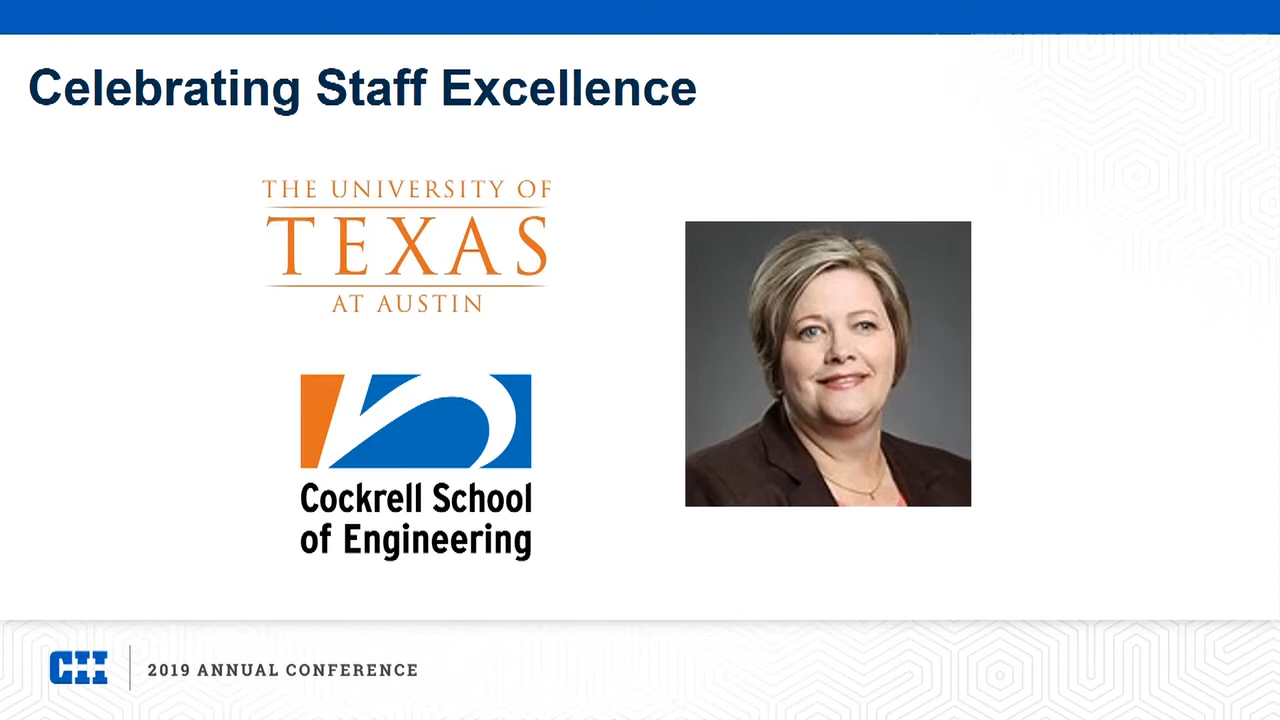 Celebrating Staff Excellence
THE UNIVERSITY OF
TEXAS
AT AUSTIN
Cockrell School
of Engineering
CII
2019 ANNUAL CONFERENCE